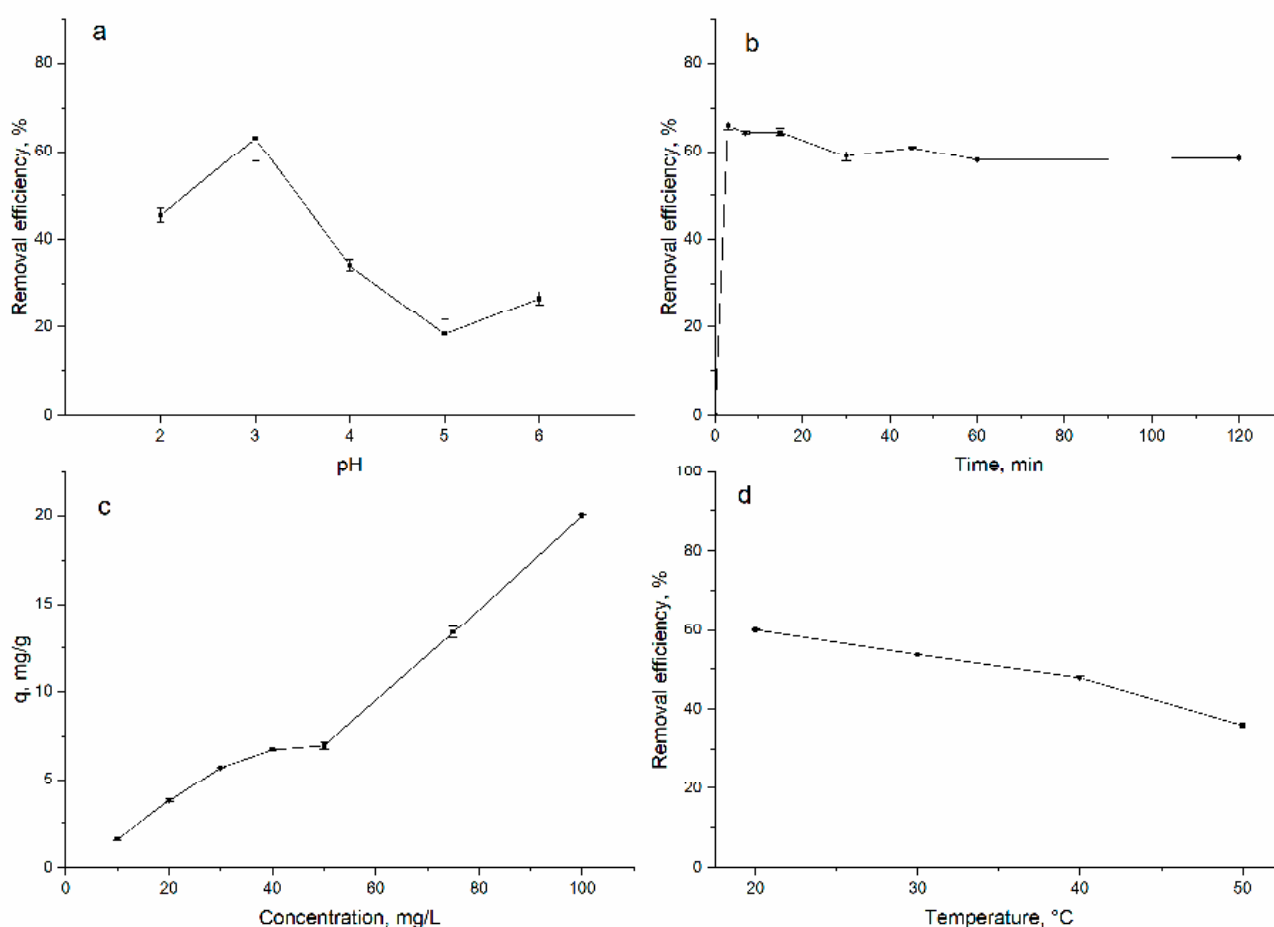 a
80
60
40
20
0
Removal efficiency, %
2 3 4 5 6
pH
b
80
60
40
20
0
Removal efficiency, %
0 20 40 60 80 100 120
Time, min
c
20
15
10
5
0
q, mg/g
0 20 40 60 80 100
Concentration, mg/L
d
100
80
60
40
20
0
Removal efficiency, %
20 30 40 50
Temperature, °C